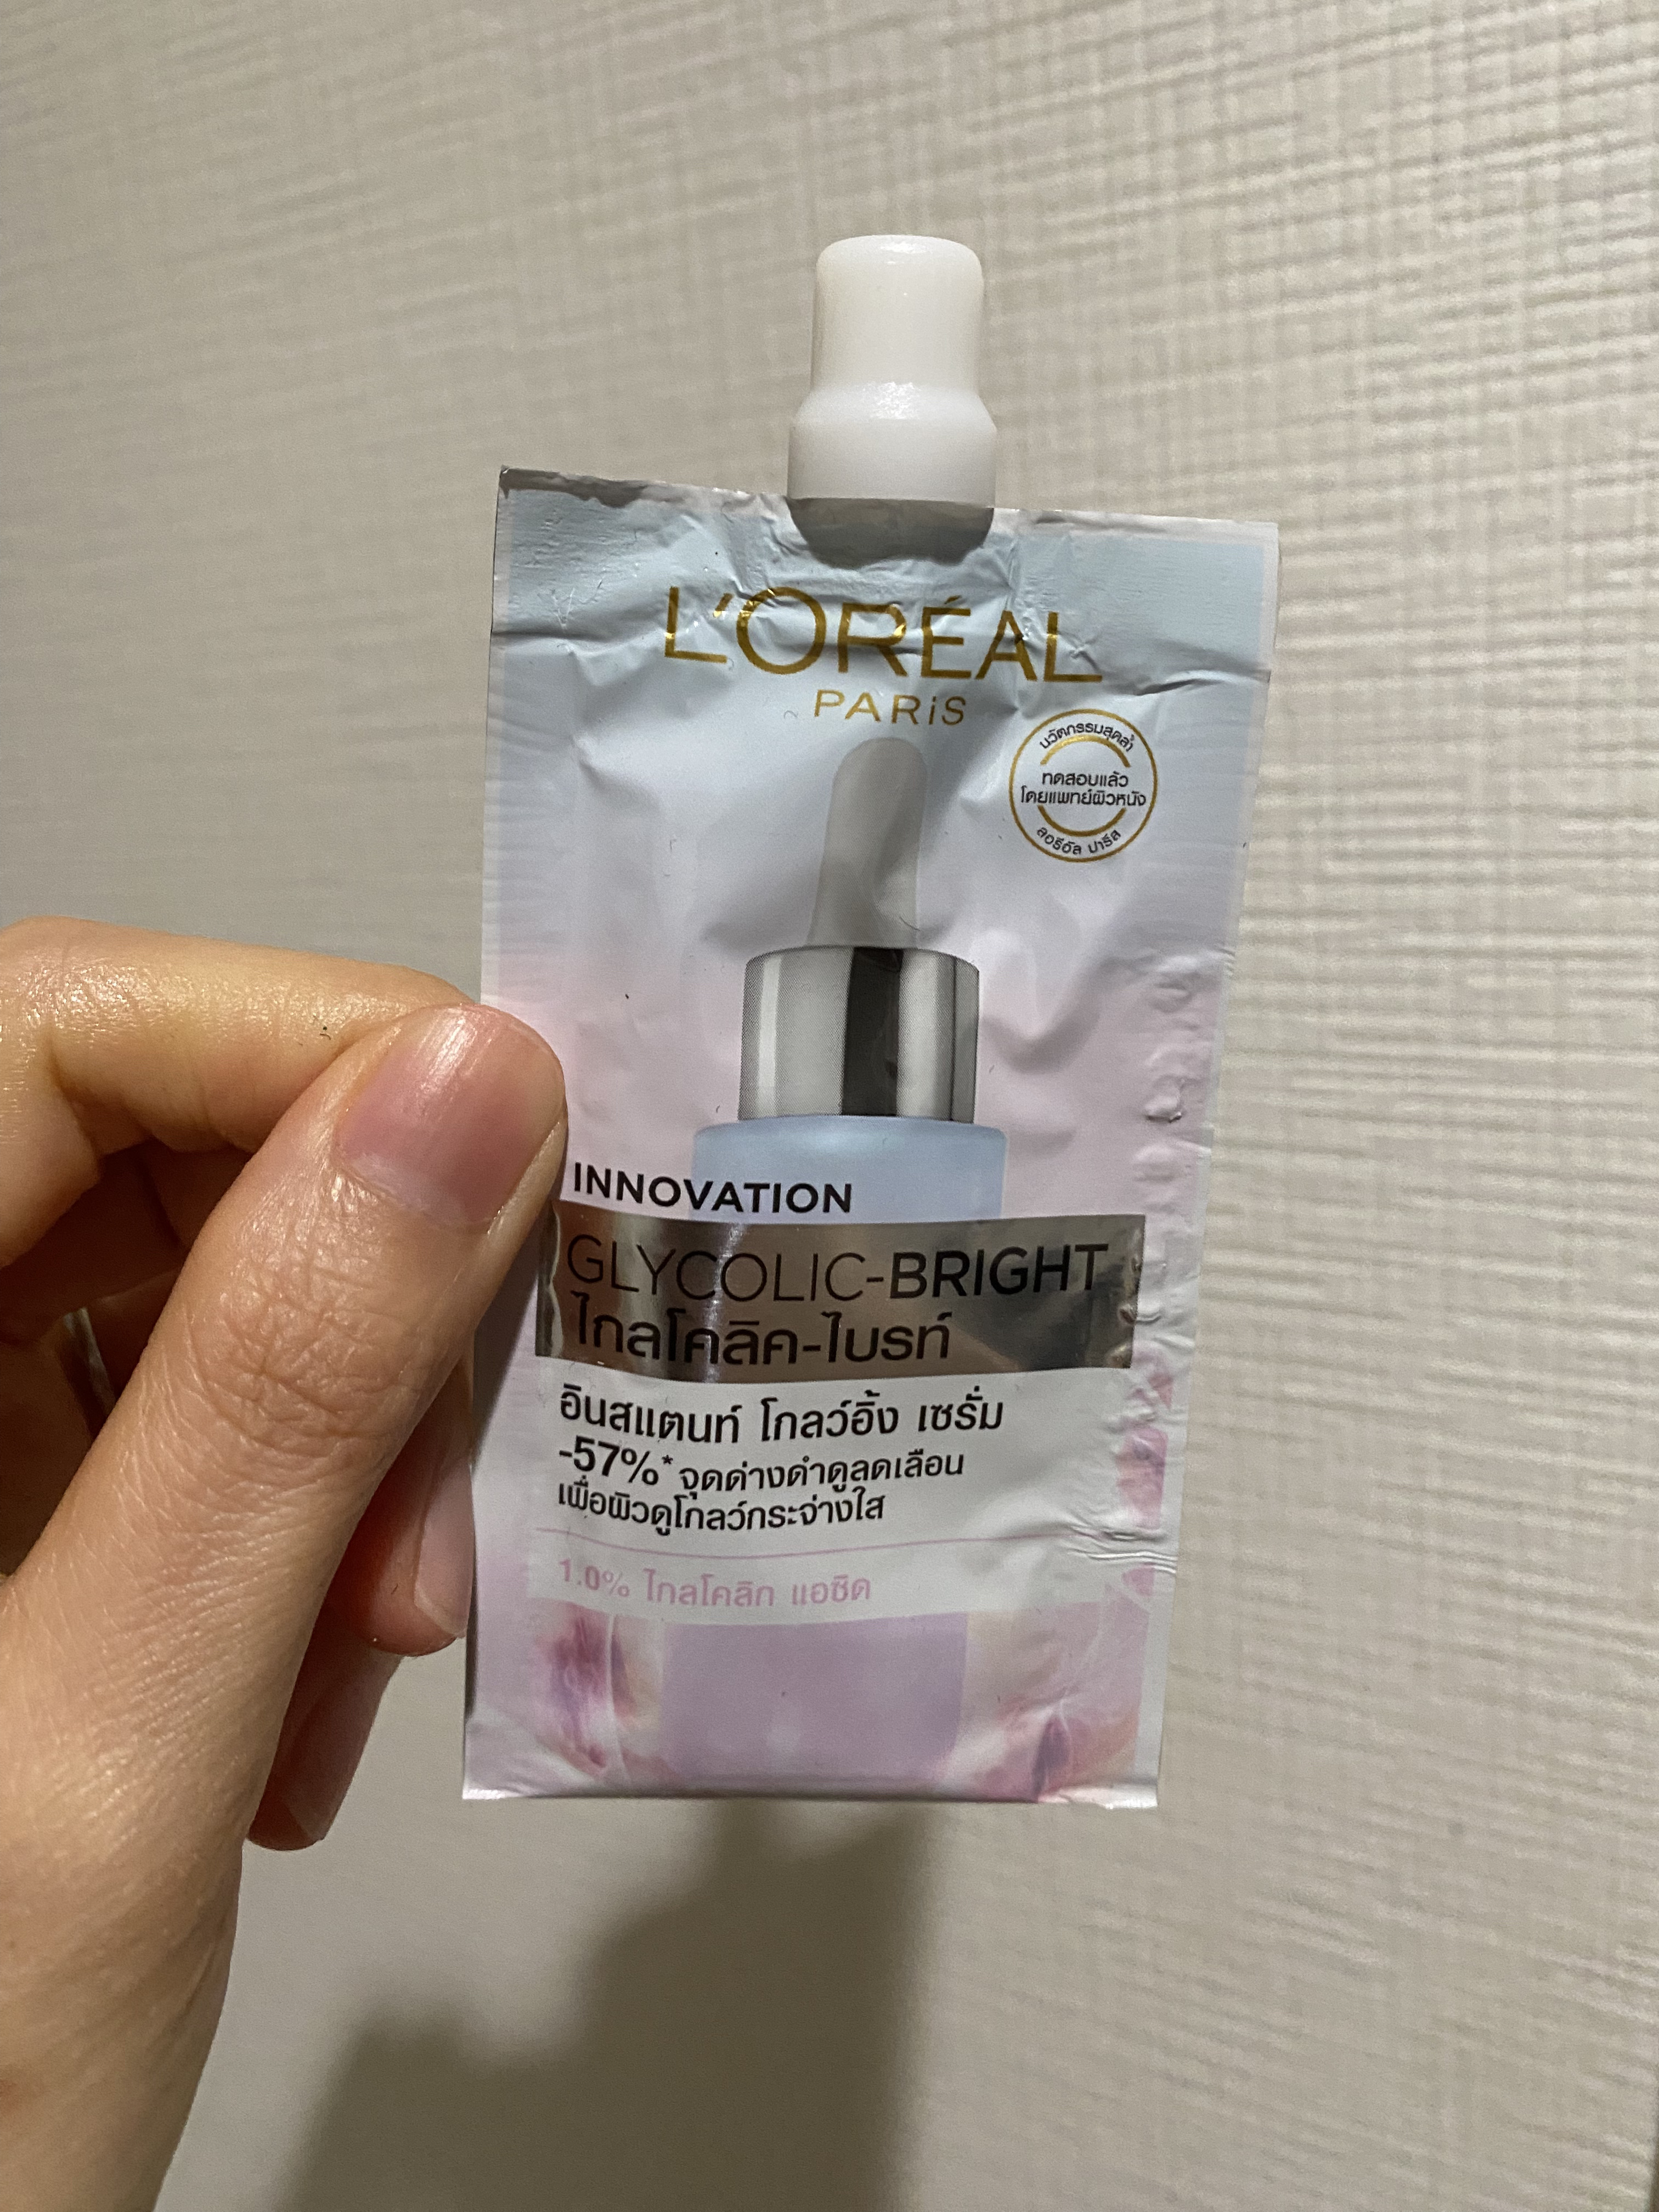 L'ORÉAL
PARiS
นวัตกรรมสุดล้ำ
ทดสอบแล้ว
โดยแพทย์ผิวหนัง
ลอรีอัล ปารีส
INNOVATION
GLYCOLIC-BRIGHT
ไกลโคลิค-ไบรท์
อินสแตนท์ โกลว์อิ้ง เซรั่ม
-57%* จุดด่างดำดูลดเลือน
เพื่อผิวดูโกลว์กระจ่างใส
1.0% ไกลโคลิก แอซิด